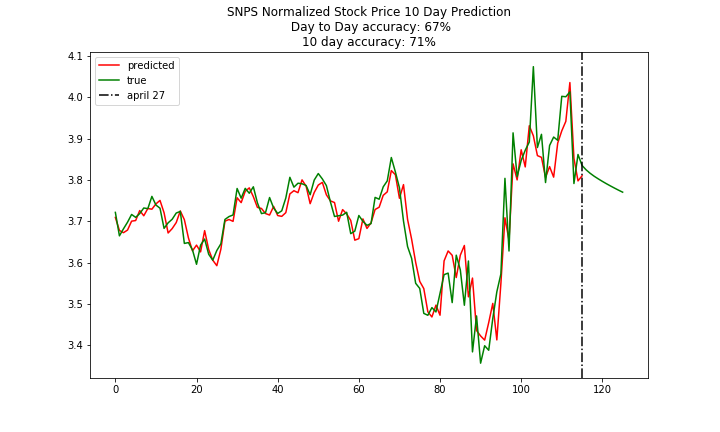 SNPS Normalized Stock Price 10 Day Prediction
Day to Day accuracy: 67%
10 day accuracy: 71%
predicted
true
april 27
4.1
4.0
3.9
3.8
3.7
3.6
3.5
3.4
0 20 40 60 80 100 120